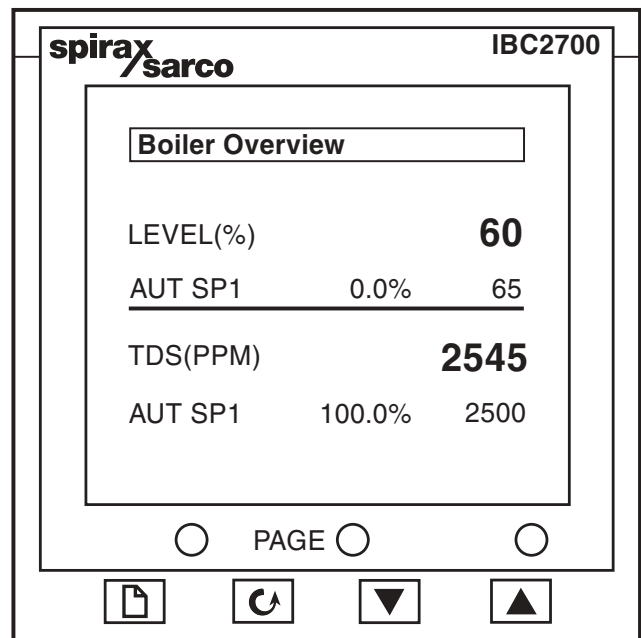 spirax
sarco
IBC2700
Boiler Overview
LEVEL(%) 60
AUT SP1 0.0% 65
TDS(PPM) 2545
AUT SP1 100.0% 2500
PAGE